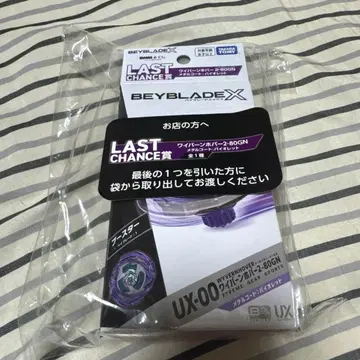 LAST
CHANCE賞
ワイバーンホバー2-80GN
メタルコート:バイオレット
TAKARA
TOMY
BEYBLADE X
お店の方へ
LAST
CHANCE賞
ワイバーンホバー2-80GN
メタルコート:バイオレット
全1種
最後の1つを引いた方に
袋から取り出してお渡しください
ブースター
UX-00
WYVERNHOVER
ワイバーンホバー2-80GN
XTREME GEAR SPORTS
メタルコート:バイオレット
UX